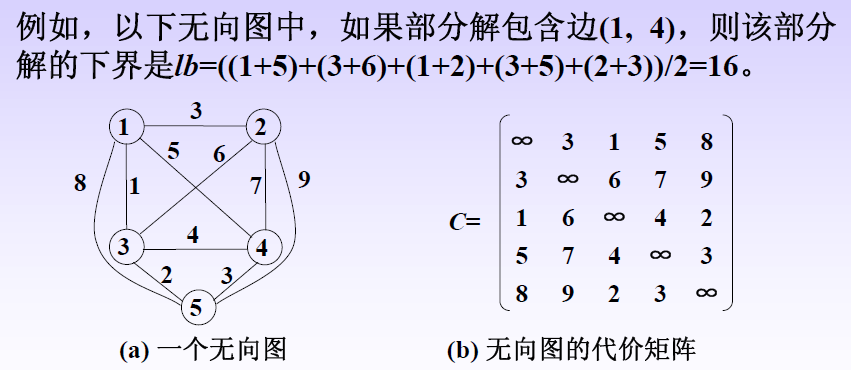 例如，以下无向图中，如果部分解包含边(1, 4)，则该部分
解的下界是lb=((1+5)+(3+6)+(1+2)+(3+5)+(2+3))/2=16。
3
1 2
5 6
8 1 7 9
4
3 4
2 3
5
(a) 一个无向图
C=
∞ 3 1 5 8
3 ∞ 6 7 9
1 6 ∞ 4 2
5 7 4 ∞ 3
8 9 2 3 ∞
(b) 无向图的代价矩阵